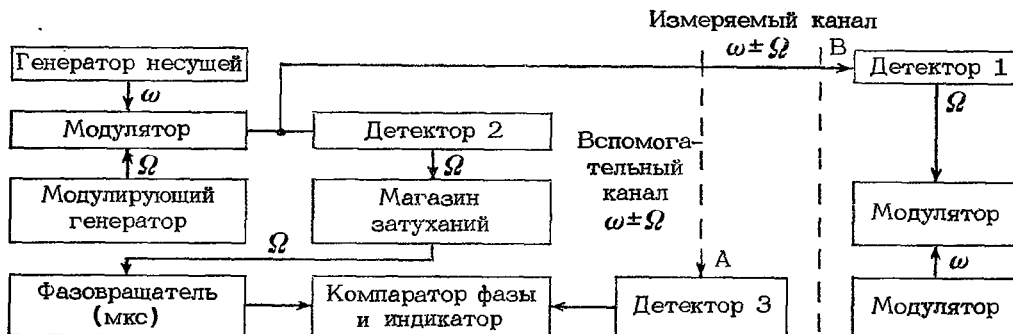 Измеряемый канал
ω ± Ω
В
Генератор несущей
ω
Детектор 1
Ω
Модулятор
Детектор 2
Ω
Ω
Вспомога-
тельный
канал
ω±Ω
Модулирующий
генератор
Магазин
затуханий
Модулятор
Ω
ω
А
Фазовращатель
(мкс)
Компаратор фазы
и индикатор
Детектор 3
Модулятор